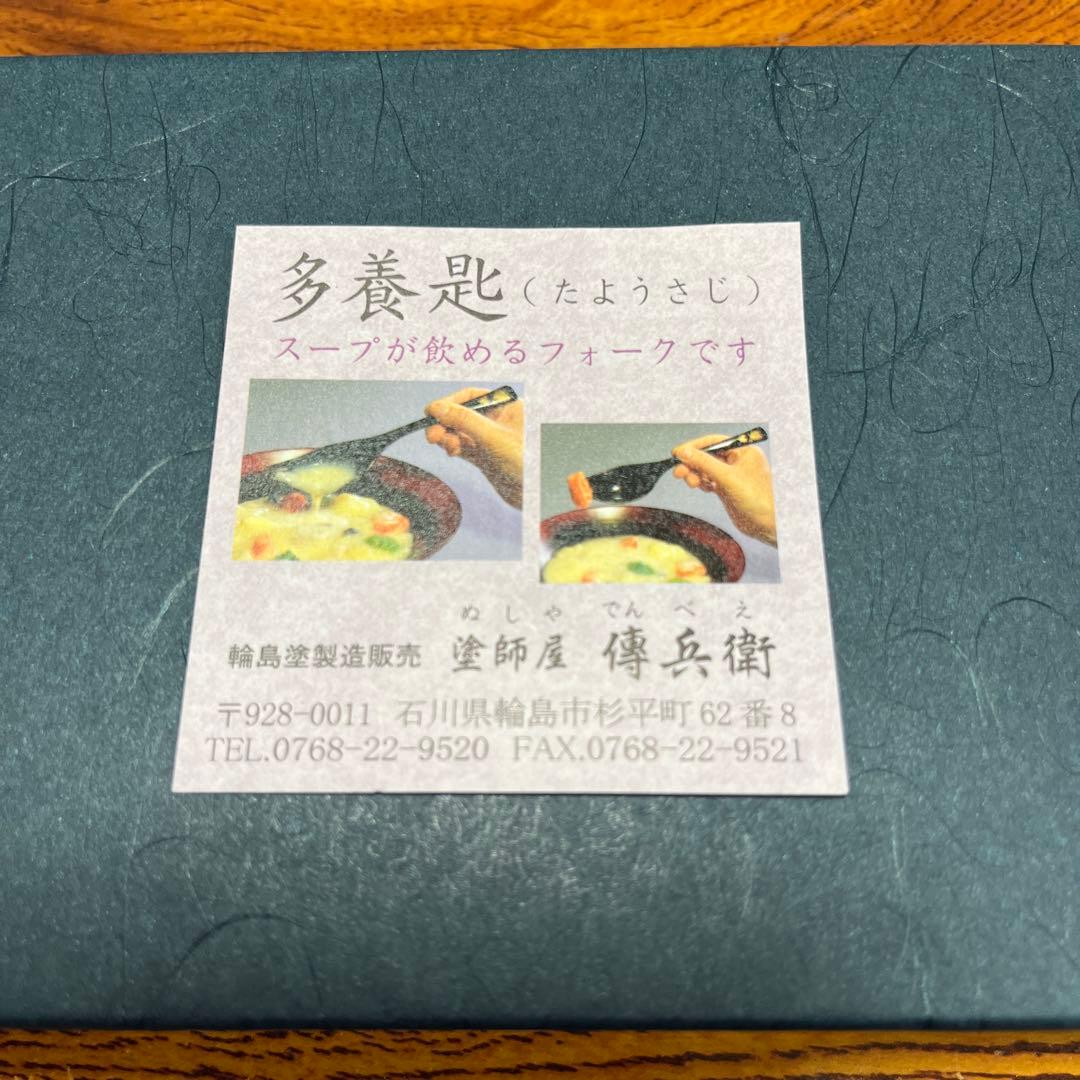 多養匙（たようさじ）
スープが飲めるフォークです
ぬしや でんべえ
輪島塗製造販売 塗師屋 傳兵衛
〒928-0011 石川県輪島市杉平町62番8
TEL.0768-22-9520 FAX.0768-22-9521